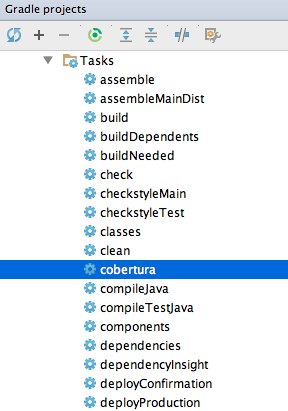 Gradle projects
Tasks
assemble
assembleMainDist
build
buildDependents
buildNeeded
check
checkstyleMain
checkstyleTest
classes
clean
cobertura
compileJava
compileTestJava
components
dependencies
dependencyInsight
deployConfirmation
deployProduction